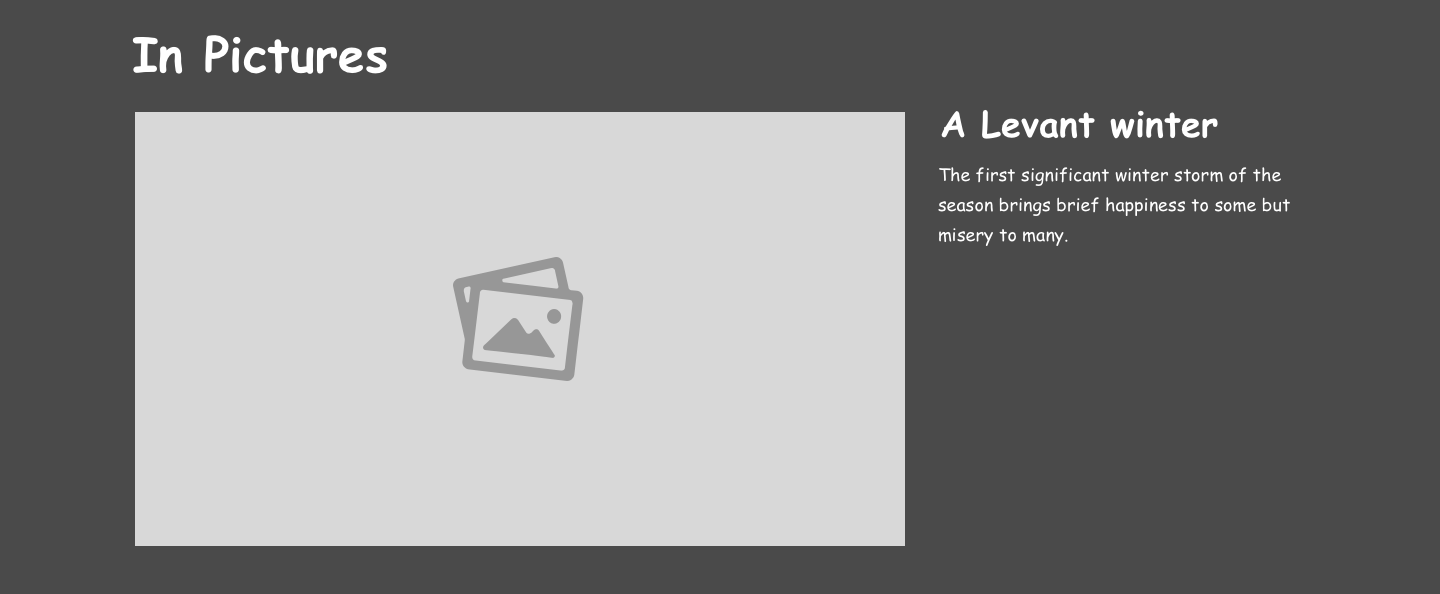 In Pictures
A Levant winter
The first significant winter storm of the
season brings brief happiness to some but
misery to many.